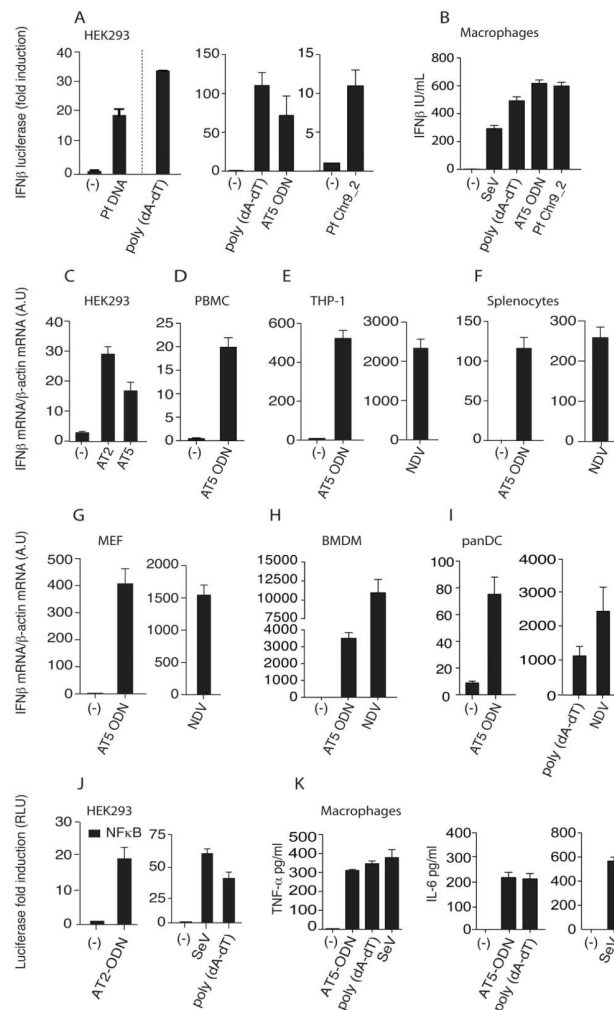 A
HEK293
IFNβ luciferase (fold induction)
40
30
20
10
0
(-)
Pf DNA
poly (dA-dT)
150
100
50
0
(-)
poly (dA-dT)
AT5 ODN
15
10
5
0
(-)
Pf Chr9_2
B
Macrophages
IFNβ IU/mL
800
600
400
200
0
(-)
SeV
poly (dA-dT)
AT5 ODN
Pf Chr9_2
C
HEK293
IFNβ mRNA/β-actin mRNA (A.U)
40
30
20
10
0
(-)
AT2
AT5
D
PBMC
25
20
15
10
5
0
(-)
AT5 ODN
E
THP-1
600
400
200
0
(-)
AT5 ODN
3000
2000
1000
0
NDV
F
Splenocytes
150
100
50
0
(-)
AT5 ODN
300
200
100
0
NDV
G
MEF
IFNβ mRNA/β-actin mRNA (A.U)
500
400
300
200
100
0
(-)
AT5 ODN
2000
1500
1000
500
0
NDV
H
BMDM
15000
12500
10000
7500
5000
4000
3000
2000
1000
0
(-)
AT5 ODN
NDV
I
panDC
100
80
60
40
20
0
(-)
AT5 ODN
4000
3000
2000
1000
0
poly (dA-dT)
NDV
J
HEK293
NFκB
Luciferase fold induction (RLU)
30
20
10
0
(-)
AT2-ODN
75
50
25
0
(-)
SeV
poly (dA-dT)
K
Macrophages
TNF-α pg/ml
500
400
300
200
100
0
(-)
AT5-ODN
poly (dA-dT)
SeV
IL-6 pg/ml
400
300
200
100
0
(-)
AT5-ODN
poly (dA-dT)
800
600
400
200
0
(-)
SeV